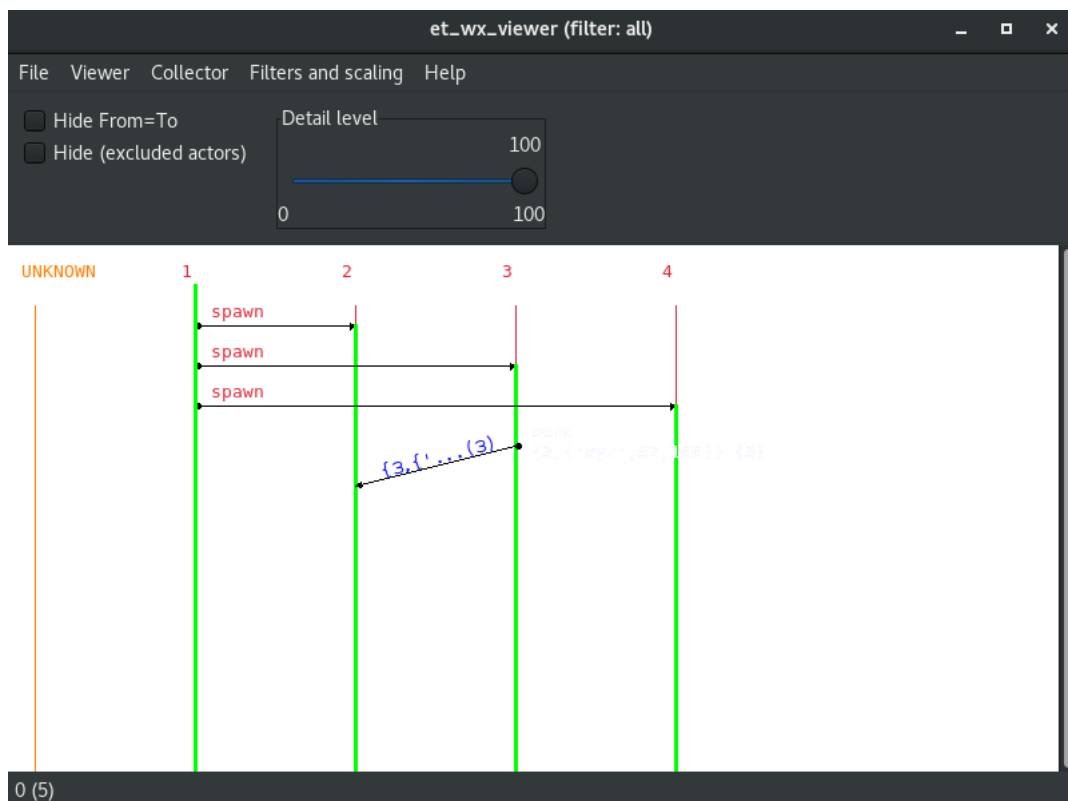 et_wx_viewer (filter: all)
File Viewer Collector Filters and scaling Help
Hide From=To
Hide (excluded actors)
Detail level
100
0 100
UNKNOWN 1 2 3 4
spawn
spawn
spawn
{3,{'...(3)
0 (5)